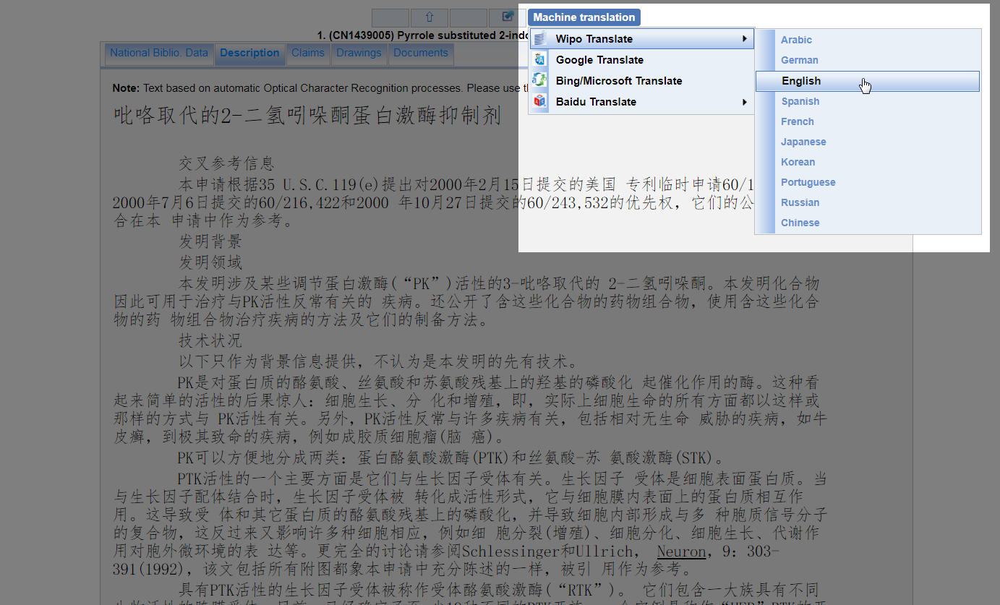 Machine translation
1. (CN1439005) Pyrrole substituted 2-indo
Wipo Translate
Google Translate
Bing/Microsoft Translate
Baidu Translate
Arabic
German
English
Spanish
French
Japanese
Korean
Portuguese
Russian
Chinese
National Biblio. Data Description Claims Drawings Documents
Note: Text based on automatic Optical Character Recognition processes. Please use t
吡咯取代的2-二氢吲哚酮蛋白激酶抑制剂
交叉参考信息
本申请根据35 U.S.C.119(e)提出对2000年2月15日提交的美国 专利临时申请60/1
2000年7月6日提交的60/216,422和2000 年10月27日提交的60/243,532的优先权，它们的公
合在本 申请中作为参考。
发明背景
发明领域
本发明涉及某些调节蛋白激酶(“PK”)活性的3-吡咯取代的 2-二氢吲哚酮。本发明化合物
因此可用于治疗与PK活性反常有关的 疾病。还公开了含这些化合物的药物组合物，使用含这些化合
物的药 物组合物治疗疾病的方法及它们的制备方法。
技术状况
以下只作为背景信息提供，不认为是本发明的先有技术。
PK是对蛋白质的酪氨酸、丝氨酸和苏氨酸残基上的羟基的磷酸化 起催化作用的酶。这种看
起来简单的活性的后果惊人：细胞生长、分 化和增殖，即，实际上细胞生命的所有方面都以这样或
那样的方式与 PK活性有关。另外，PK活性反常与许多疾病有关，包括相对无生命 威胁的疾病，如牛
皮癣，到极其致命的疾病，例如成胶质细胞瘤(脑 癌)。
PK可以方便地分成两类：蛋白酪氨酸激酶(PTK)和丝氨酸-苏 氨酸激酶(STK)。
PTK活性的一个主要方面是它们与生长因子受体有关。生长因子 受体是细胞表面蛋白质。当
与生长因子配体结合时，生长因子受体被 转化成活性形式，它与细胞膜内表面上的蛋白质相互作
用。这导致受 体和其它蛋白质的酪氨酸残基上的磷酸化，并导致细胞内部形成与多 种胞质信号分子
的复合物，这反过来又影响许多种细胞相应，例如细 胞分裂(增殖)、细胞分化、细胞生长、代谢作
用对胞外微环境的表 达等。更完全的讨论请参阅Schlessinger和Ullrich， Neuron，9：303-
391(1992)，该文包括所有附图都象本申请中充分陈述的一样，被引 用作为参考。
具有PTK活性的生长因子受体被称作受体酪氨酸激酶(“RTK”)。 它们包含一大族具有不同